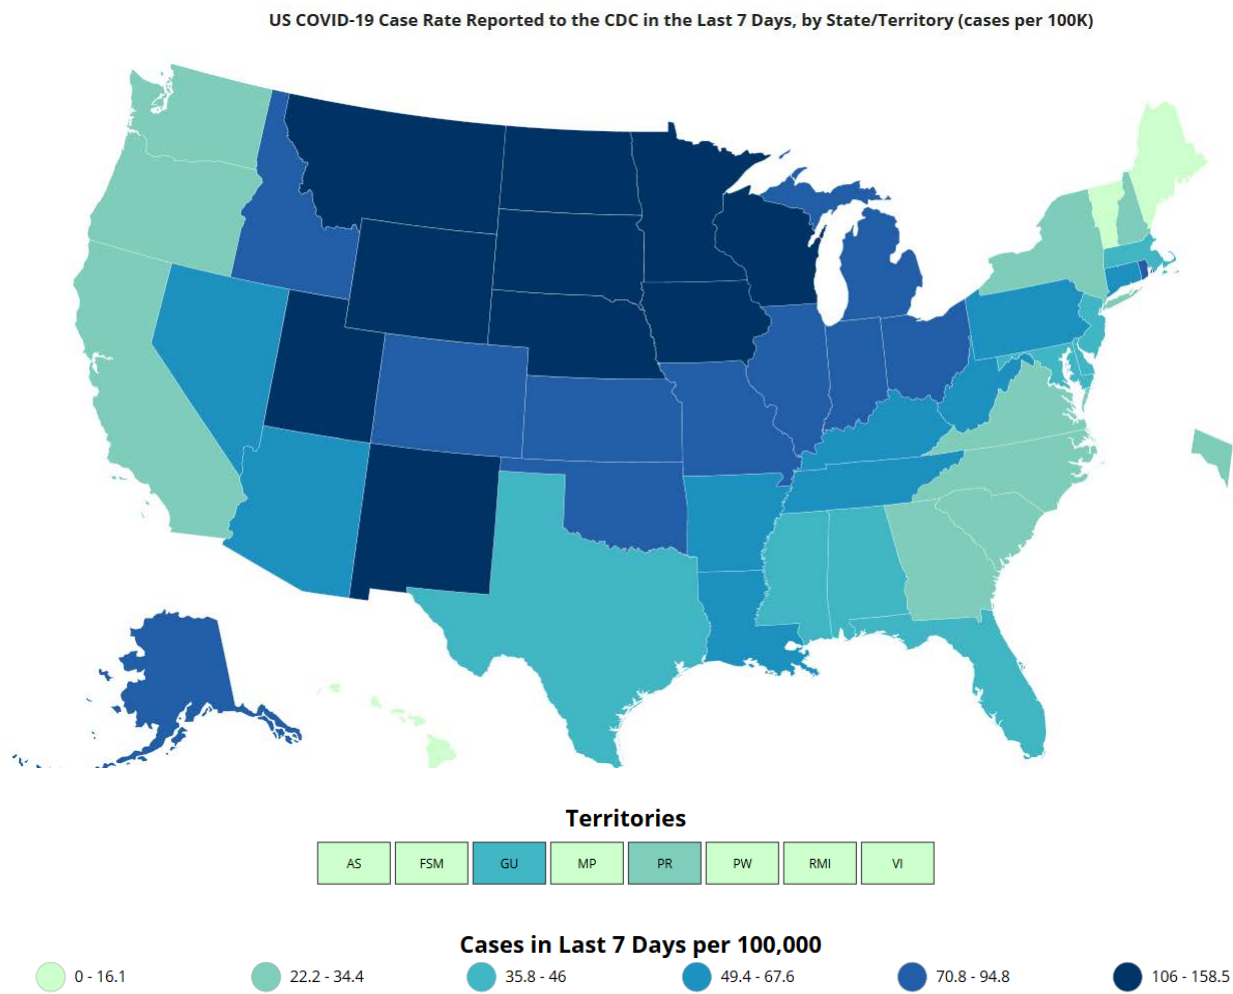 US COVID-19 Case Rate Reported to the CDC in the Last 7 Days, by State/Territory (cases per 100K)
Territories
AS FSM GU MP PR PW RMI VI
Cases in Last 7 Days per 100,000
0 - 16.1 22.2 - 34.4 35.8 - 46 49.4 - 67.6 70.8 - 94.8 106 - 158.5